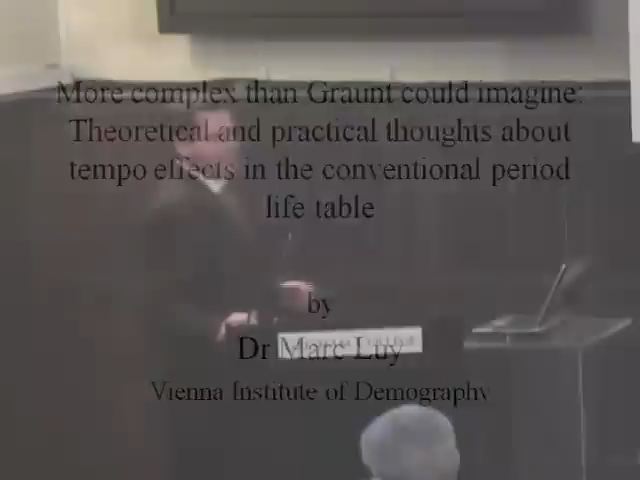 More complex than Graunt could imagine:
Theoretical and practical thoughts about
tempo effects in the conventional period
life table
by
Dr Marc Luy
Vienna Institute of Demography